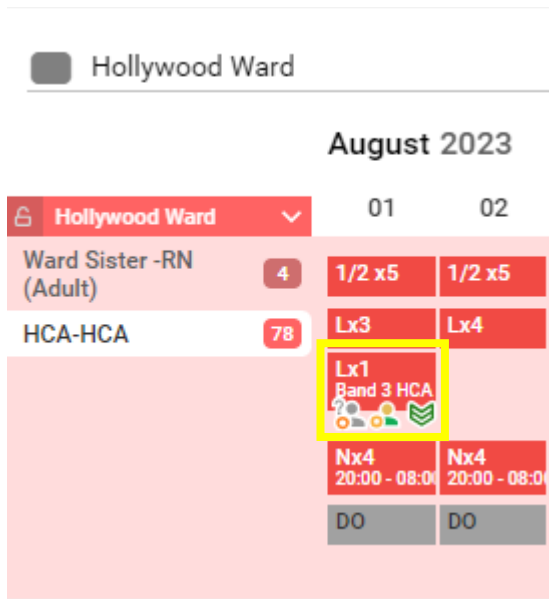 Hollywood Ward
August 2023
Hollywood Ward 01 02
Ward Sister -RN
(Adult) 4 1/2 x5 1/2 x5
HCA-HCA 78 Lx3 Lx4
Lx1
Band 3 HCA
?
Nx4 Nx4
20:00 - 08:00 20:00 - 08:0
DO DO